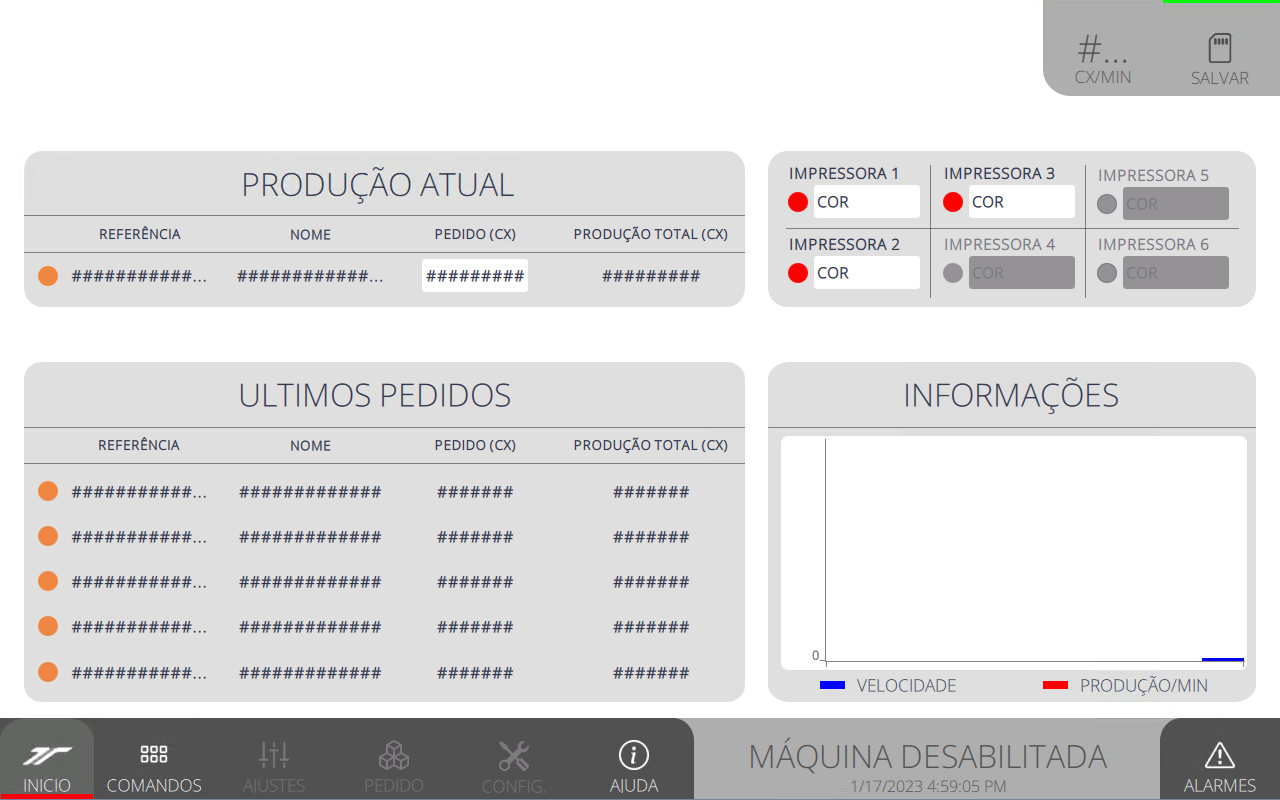 #...
CX/MIN
SALVAR
PRODUÇÃO ATUAL
REFERÊNCIA NOME PEDIDO (CX) PRODUÇÃO TOTAL (CX)
###########... ############... ######### #########
IMPRESSORA 1 IMPRESSORA 3 IMPRESSORA 5
COR COR COR
IMPRESSORA 2 IMPRESSORA 4 IMPRESSORA 6
COR COR COR
ULTIMOS PEDIDOS
REFERÊNCIA NOME PEDIDO (CX) PRODUÇÃO TOTAL (CX)
###########... ############# ####### #######
###########... ############# ####### #######
###########... ############# ####### #######
###########... ############# ####### #######
###########... ############# ####### #######
INFORMAÇÕES
0
VELOCIDADE PRODUÇÃO/MIN
INICIO COMANDOS AJUSTES PEDIDO CONFIG. AJUDA
MÁQUINA DESABILITADA
1/17/2023 4:59:05 PM
ALARMES